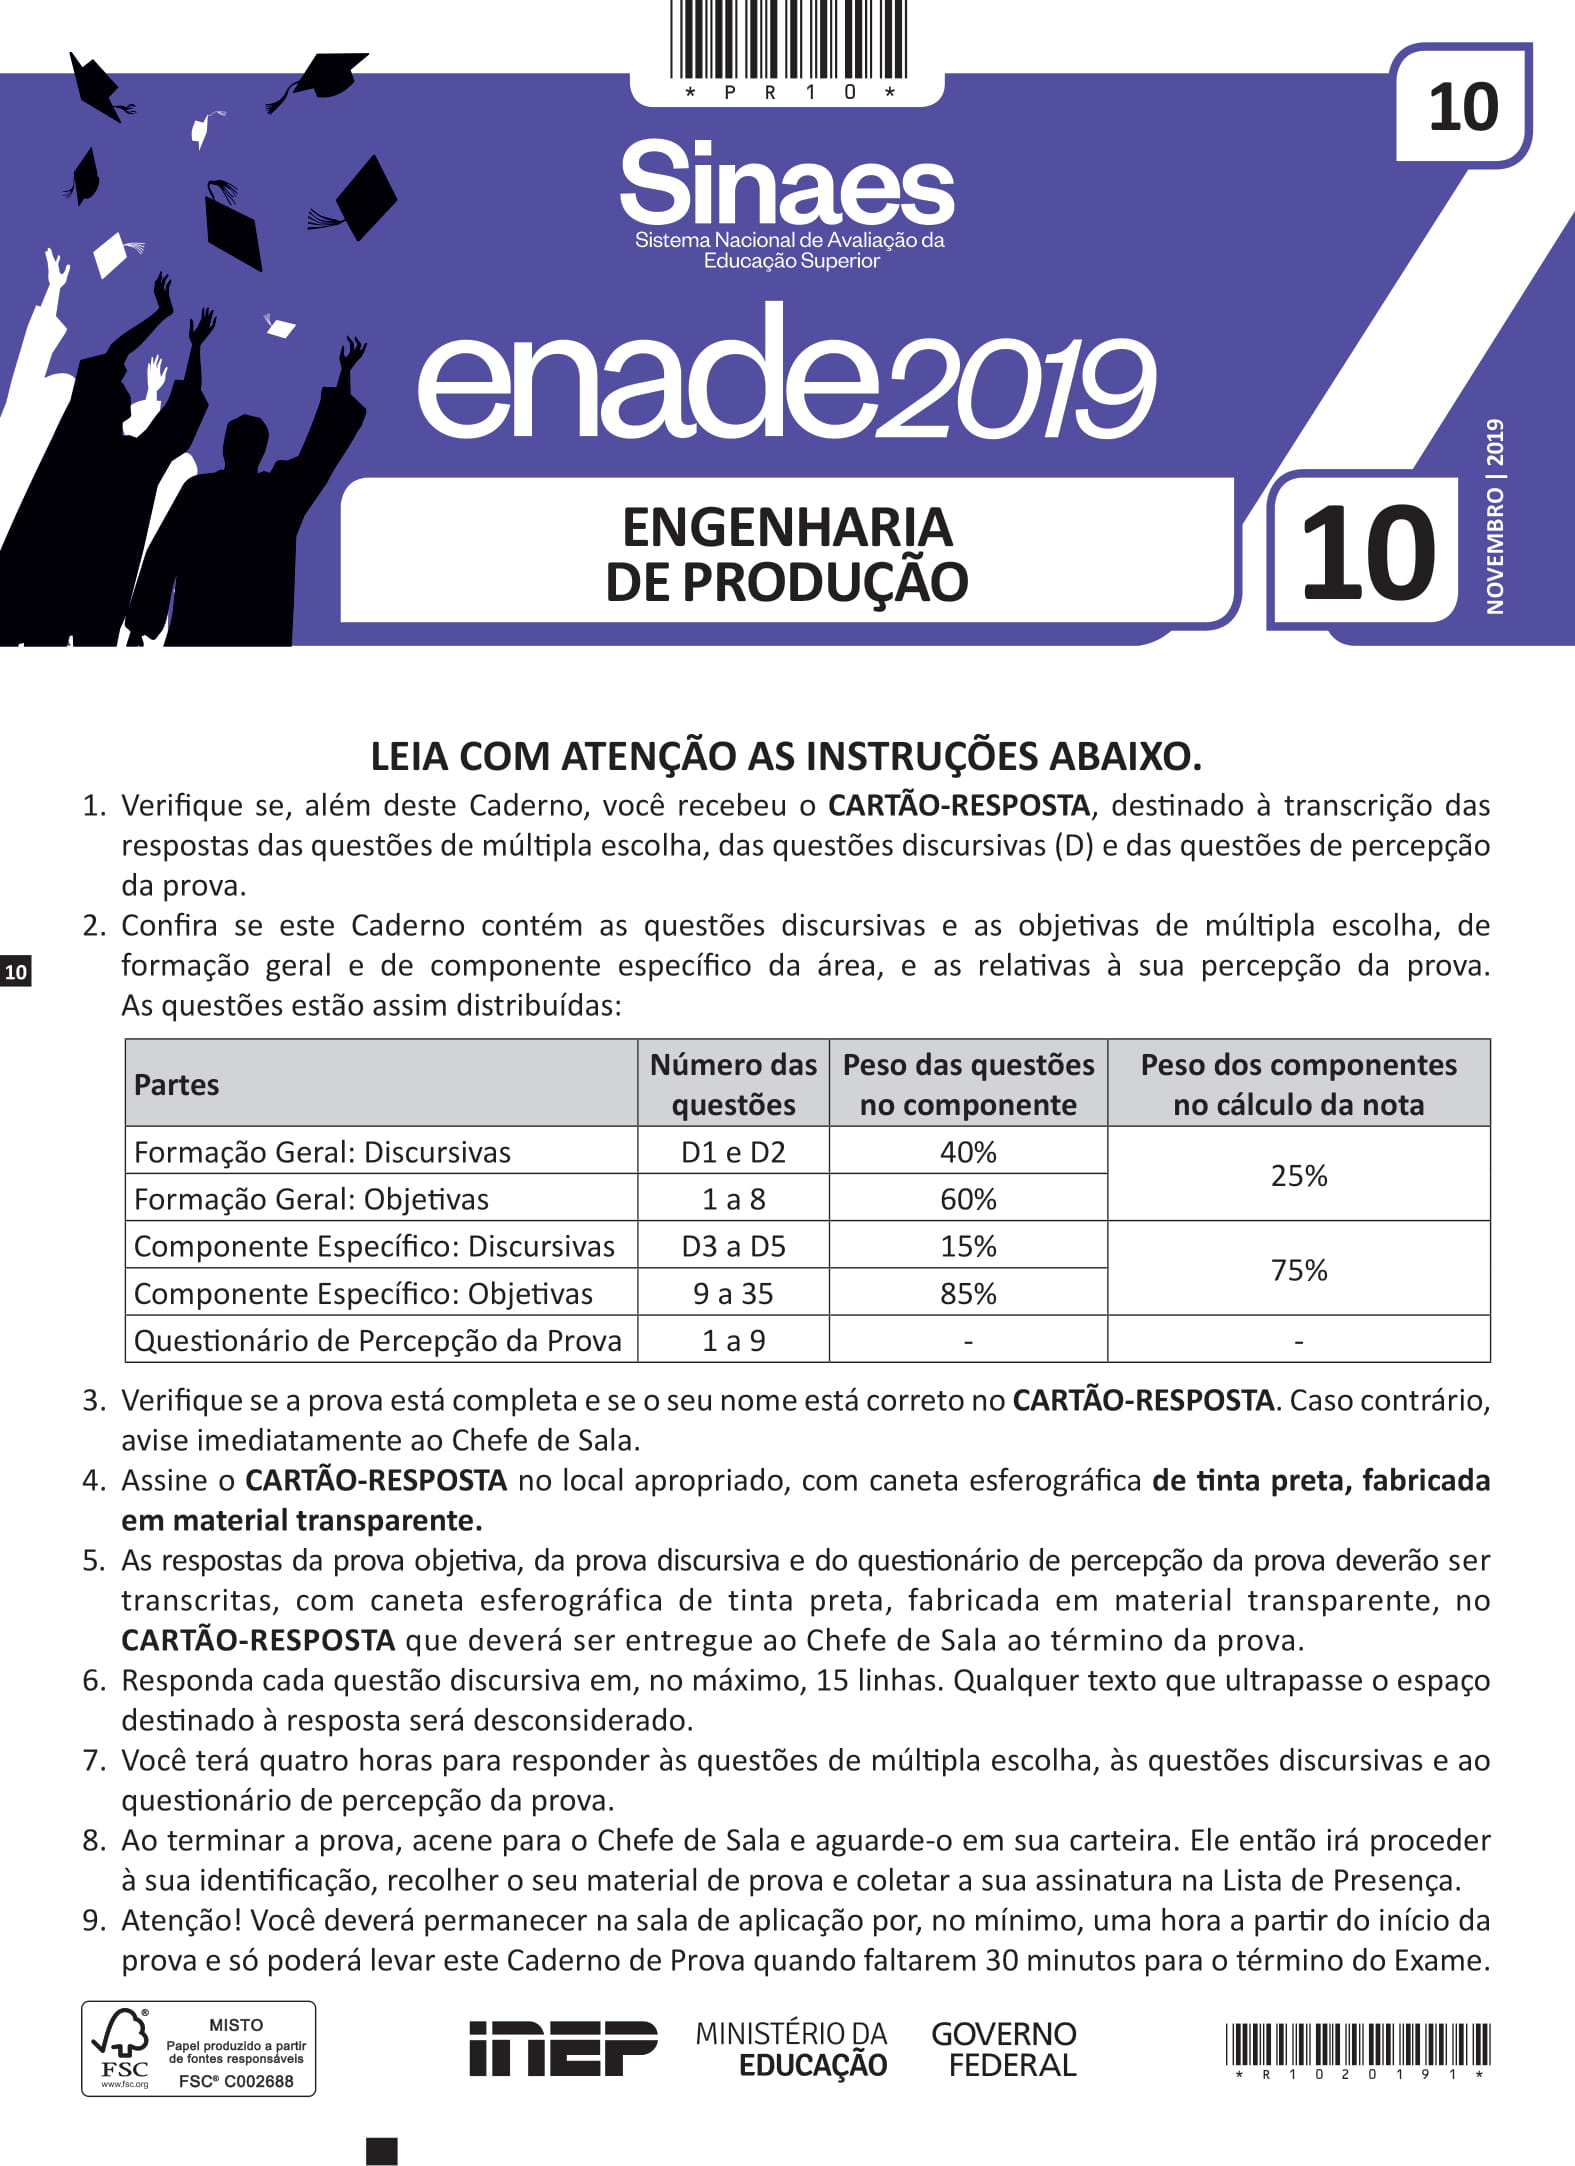 * P R 1 0 *
10
Sinaes
Sistema Nacional de Avaliação da
Educação Superior
enade2019
ENGENHARIA
DE PRODUÇÃO
10
NOVEMBRO | 2019
LEIA COM ATENÇÃO AS INSTRUÇÕES ABAIXO.
1. Verifique se, além deste Caderno, você recebeu o CARTÃO-RESPOSTA, destinado à transcrição das
respostas das questões de múltipla escolha, das questões discursivas (D) e das questões de percepção
da prova.
2. Confira se este Caderno contém as questões discursivas e as objetivas de múltipla escolha, de
10
formação geral e de componente específico da área, e as relativas à sua percepção da prova.
As questões estão assim distribuídas:
Partes
Número das
questões
Peso das questões
no componente
Peso dos componentes
no cálculo da nota
Formação Geral: Discursivas D1 e D2 40%
25%
Formação Geral: Objetivas 1 a 8 60%
Componente Específico: Discursivas D3 a D5 15%
75%
Componente Específico: Objetivas 9 a 35 85%
Questionário de Percepção da Prova 1 a 9 - -
3. Verifique se a prova está completa e se o seu nome está correto no CARTÃO-RESPOSTA. Caso contrário,
avise imediatamente ao Chefe de Sala.
4. Assine o CARTÃO-RESPOSTA no local apropriado, com caneta esferográfica de tinta preta, fabricada
em material transparente.
5. As respostas da prova objetiva, da prova discursiva e do questionário de percepção da prova deverão ser
transcritas, com caneta esferográfica de tinta preta, fabricada em material transparente, no
CARTÃO-RESPOSTA que deverá ser entregue ao Chefe de Sala ao término da prova.
6. Responda cada questão discursiva em, no máximo, 15 linhas. Qualquer texto que ultrapasse o espaço
destinado à resposta será desconsiderado.
7. Você terá quatro horas para responder às questões de múltipla escolha, às questões discursivas e ao
questionário de percepção da prova.
8. Ao terminar a prova, acene para o Chefe de Sala e aguarde-o em sua carteira. Ele então irá proceder
à sua identificação, recolher o seu material de prova e coletar a sua assinatura na Lista de Presença.
9. Atenção! Você deverá permanecer na sala de aplicação por, no mínimo, uma hora a partir do início da
prova e só poderá levar este Caderno de Prova quando faltarem 30 minutos para o término do Exame.
®
FSC
www.fsc.org
MISTO
Papel produzido a partir
de fontes responsáveis
FSC® C002688
INEP
MINISTÉRIO DA
EDUCAÇÃO
GOVERNO
FEDERAL
* R 1 0 2 0 1 9 1 *